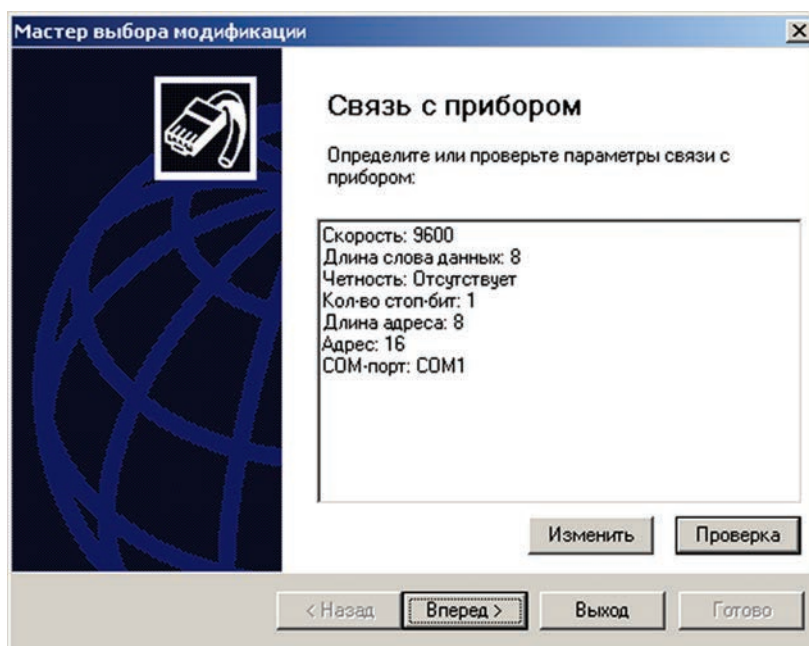 Мастер выбора модификации
Связь с прибором
Определите или проверьте параметры связи с
прибором:
Скорость: 9600
Длина слова данных: 8
Четность: Отсутствует
Кол-во стоп-бит: 1
Длина адреса: 8
Адрес: 16
COM-порт: COM1
Изменить Проверка
< Назад Вперед > Выход Готово